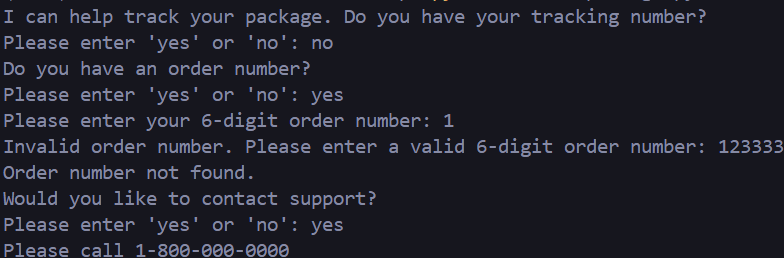 I can help track your package. Do you have your tracking number?
Please enter 'yes' or 'no': no
Do you have an order number?
Please enter 'yes' or 'no': yes
Please enter your 6-digit order number: 1
Invalid order number. Please enter a valid 6-digit order number: 123333
Order number not found.
Would you like to contact support?
Please enter 'yes' or 'no': yes
Please call 1-800-000-0000